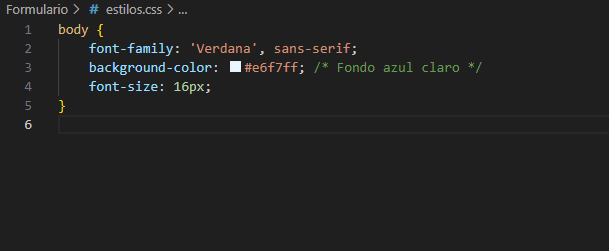 Formulario > # estilos.css > ...
1 body {
2 font-family: 'Verdana', sans-serif;
3 background-color: #e6f7ff; /* Fondo azul claro */
4 font-size: 16px;
5 }
6